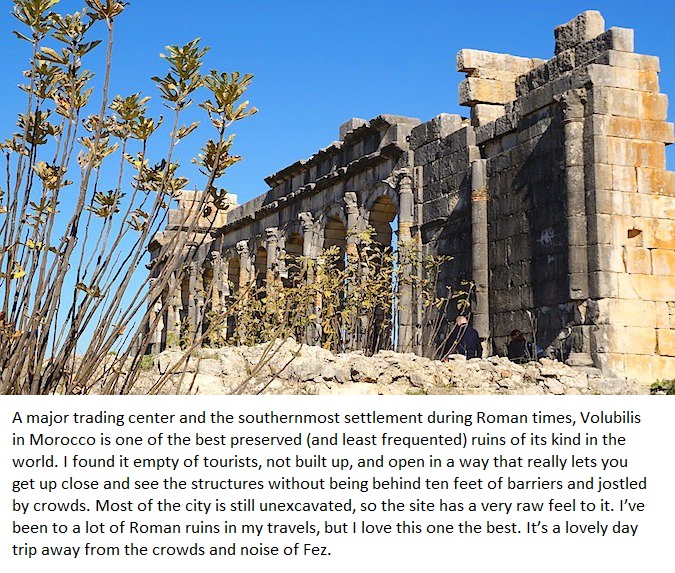 A major trading center and the southernmost settlement during Roman times, Volubilis
in Morocco is one of the best preserved (and least frequented) ruins of its kind in the
world. I found it empty of tourists, not built up, and open in a way that really lets you
get up close and see the structures without being behind ten feet of barriers and jostled
by crowds. Most of the city is still unexcavated, so the site has a very raw feel to it. I’ve
been to a lot of Roman ruins in my travels, but I love this one the best. It’s a lovely day
trip away from the crowds and noise of Fez.